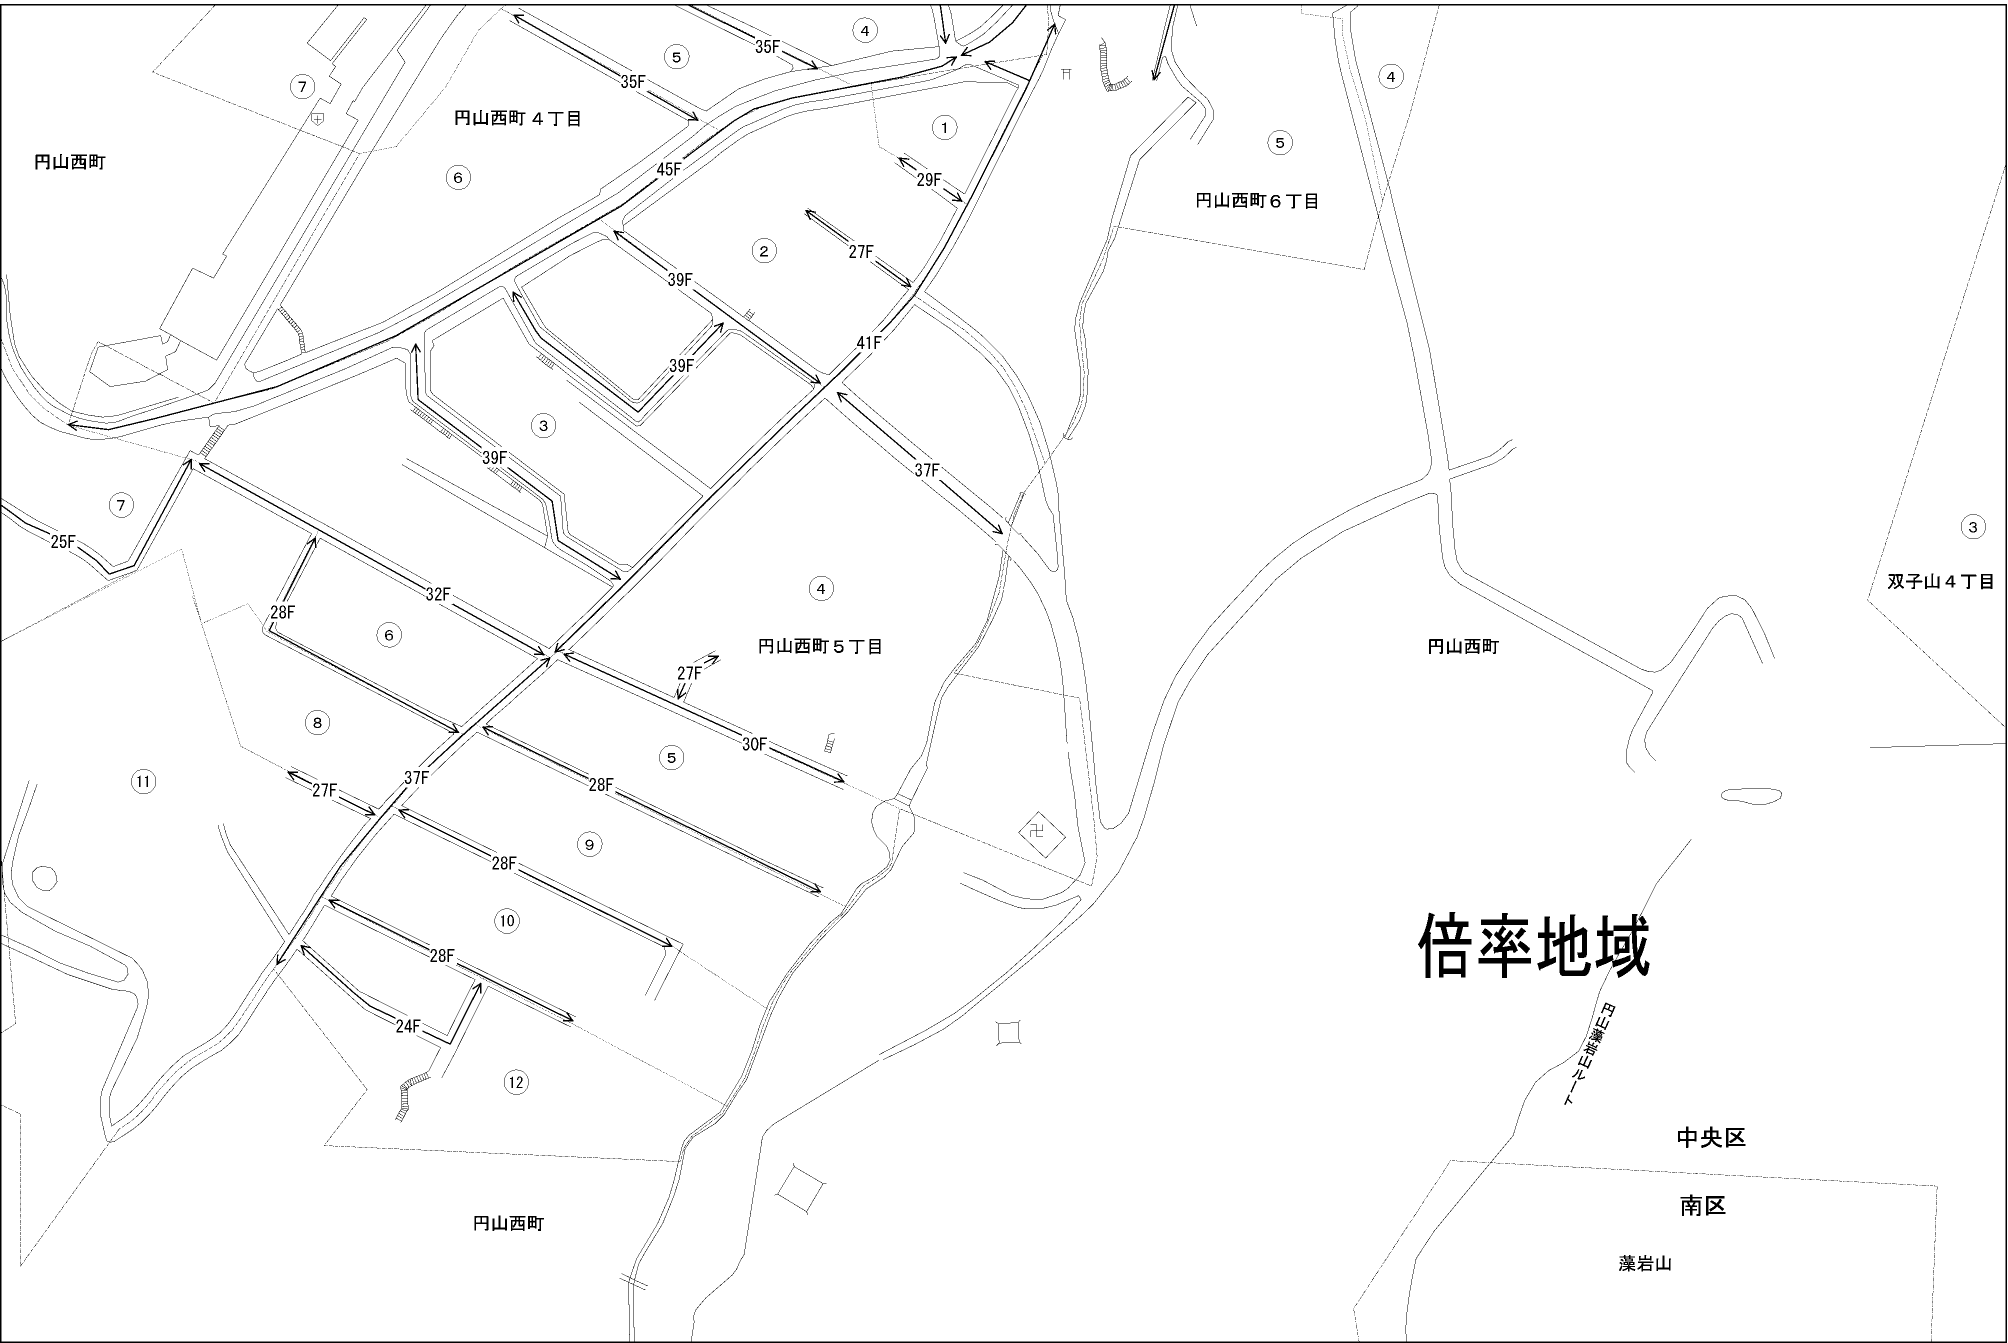 ④
35F
⑤
35F
④
⑦
円山西町４丁目
①
⑤
円山西町
⑥
45F
29F
円山西町６丁目
②
27F
39F
41F
39F
③
39F
37F
⑦
③
25F
双子山４丁目
32F
④
28F
⑥
円山西町５丁目
円山西町
27F
⑧
30F
⑤
37F
⑪
27F
28F
⑨
28F
卍
⑩
28F
倍率地域
24F
円山藻岩山ルート
⑫
中央区
南区
円山西町
藻岩山